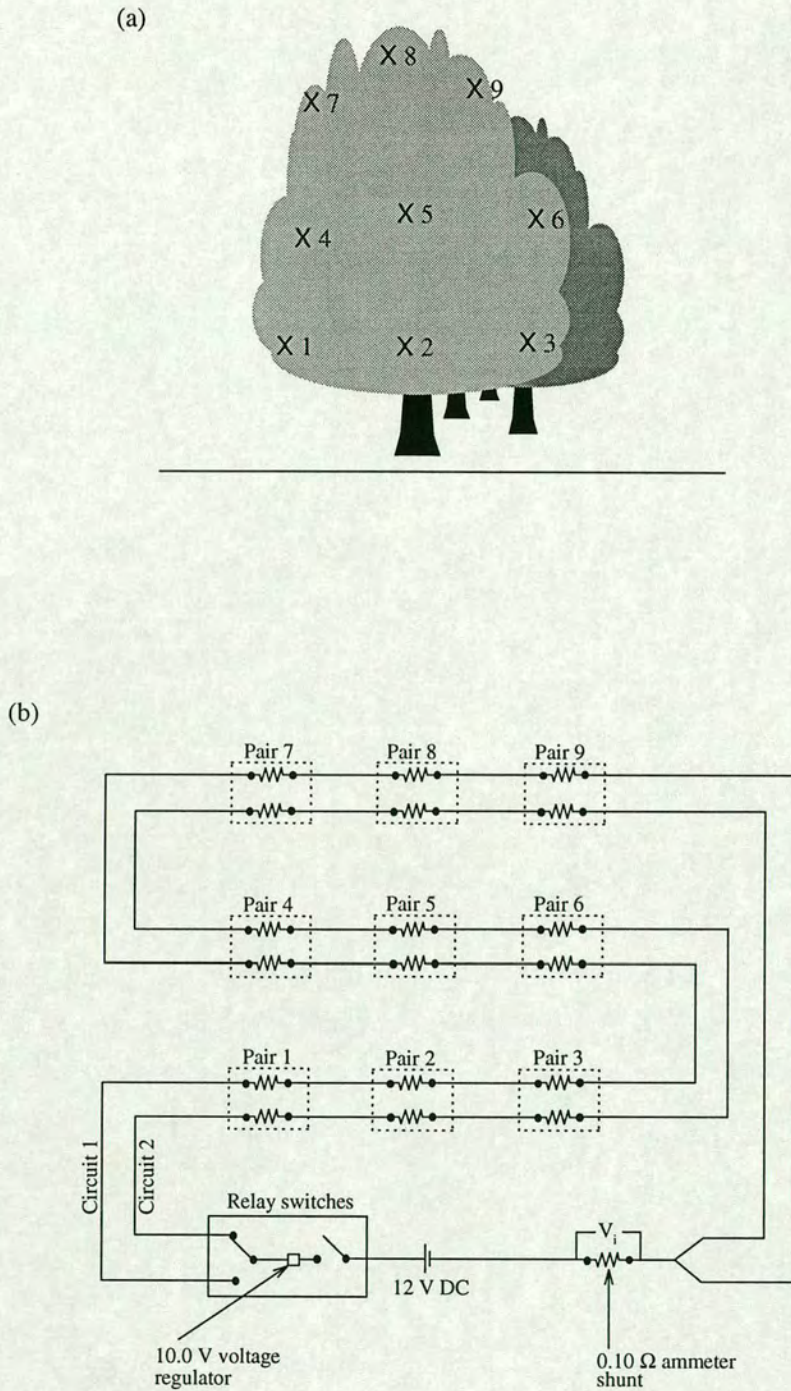 (a)
X 8
X 7
X 9
X 5
X 6
X 4
X 1
X 2
X 3
(b)
Pair 7
Pair 8
Pair 9
Pair 4
Pair 5
Pair 6
Pair 1
Pair 2
Pair 3
Circuit 1
Circuit 2
Relay switches
Vi
12 V DC
10.0 V voltage
regulator
0.10 Ω ammeter
shunt